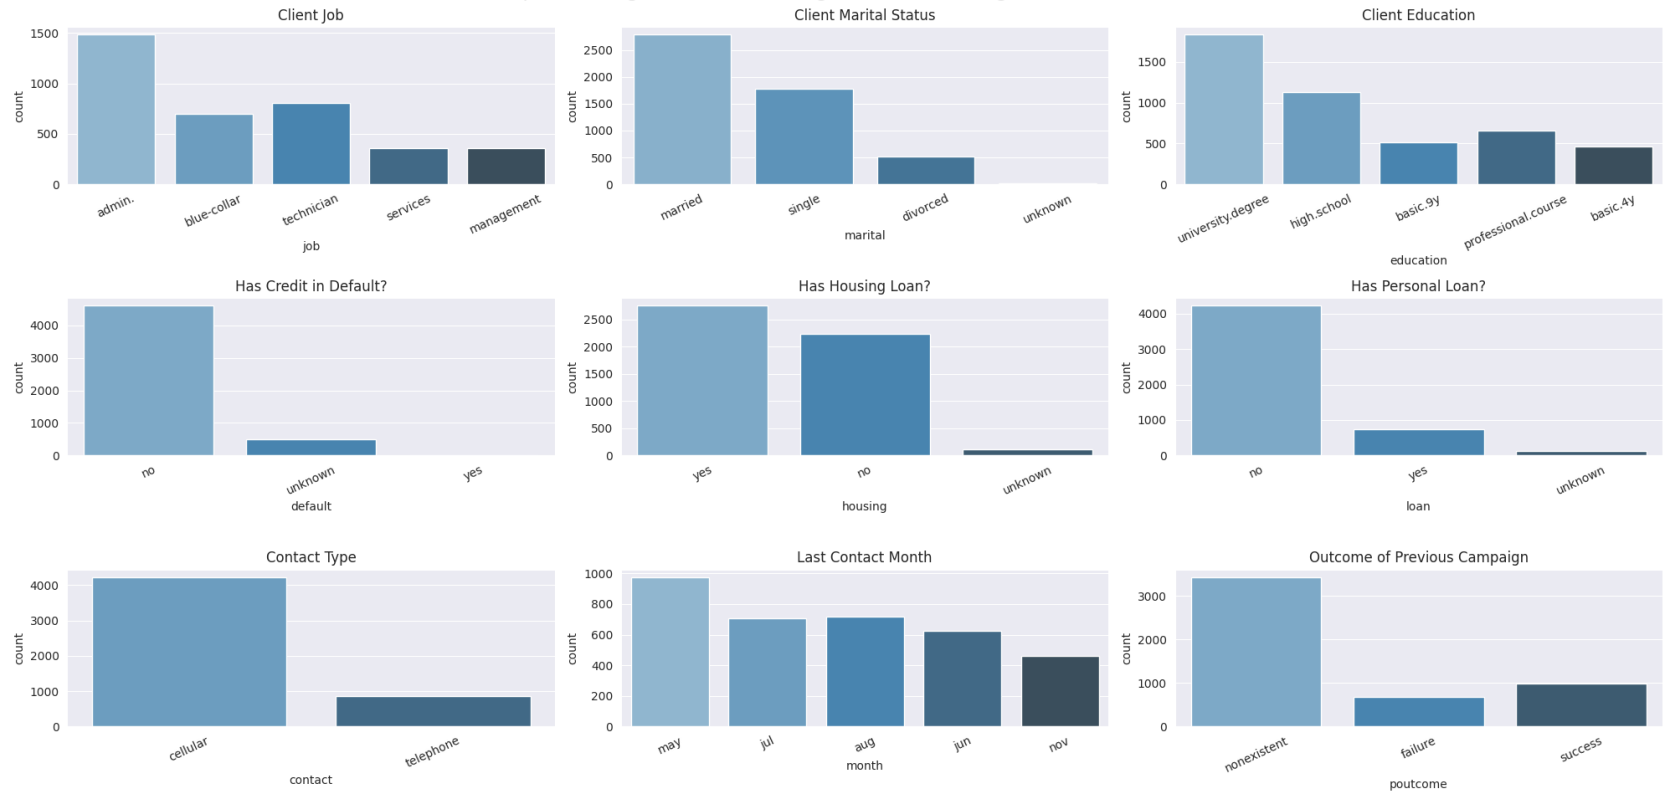 Client Job
1500
1000
500
0
count
admin.
blue-collar
technician
services
management
job
Client Marital Status
2500
2000
1500
1000
500
0
count
married
single
divorced
unknown
marital
Client Education
1500
1000
500
0
count
university.degree
high.school
basic.9y
professional.course
basic.4y
education
Has Credit in Default?
4000
3000
2000
1000
0
count
no
unknown
yes
default
Has Housing Loan?
2500
2000
1500
1000
500
0
count
yes
no
unknown
housing
Has Personal Loan?
4000
3000
2000
1000
0
count
no
yes
unknown
loan
Contact Type
4000
3000
2000
1000
0
count
cellular
telephone
contact
Last Contact Month
1000
800
600
400
200
0
count
may
jul
aug
jun
nov
month
Outcome of Previous Campaign
3000
2000
1000
0
count
nonexistent
failure
success
poutcome